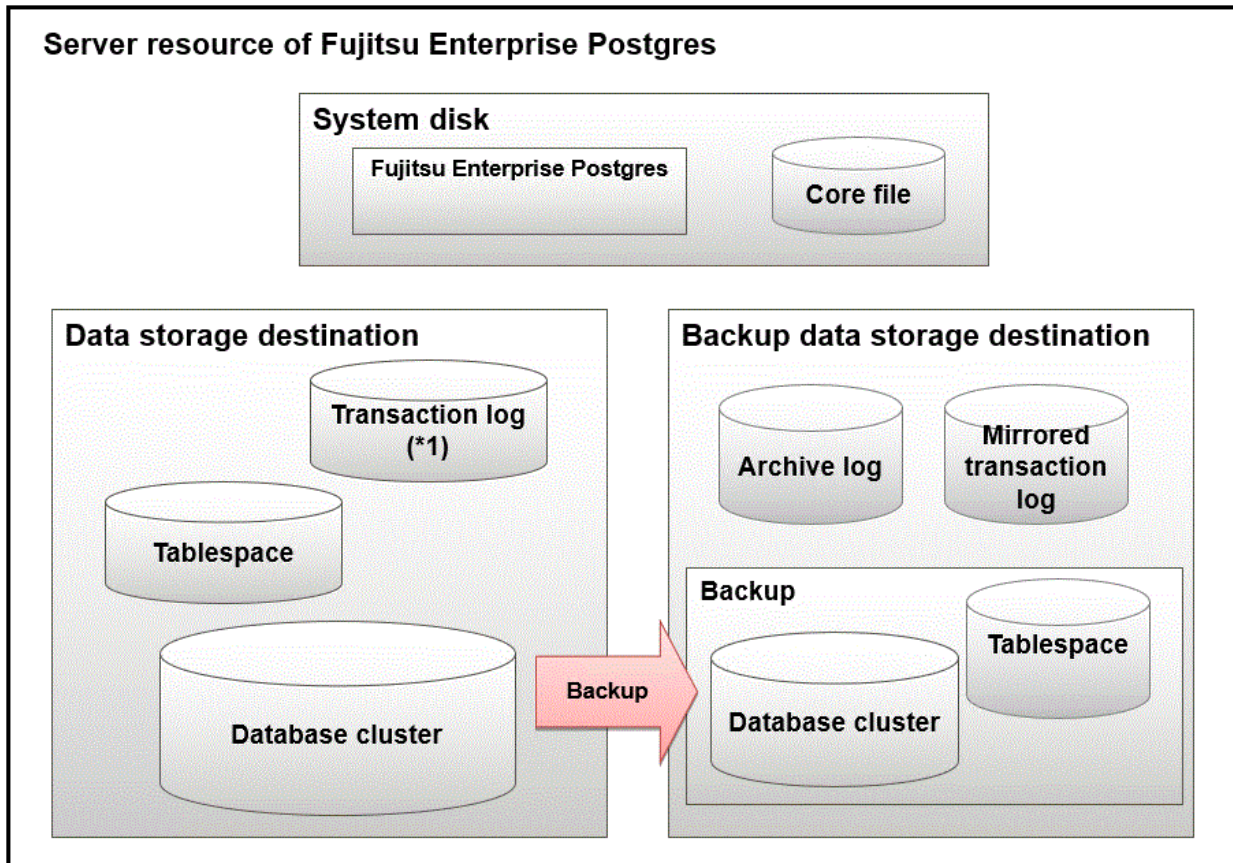 Server resource of Fujitsu Enterprise Postgres
System disk
Fujitsu Enterprise Postgres
Core file
Data storage destination
Transaction log
(*1)
Tablespace
Database cluster
Backup
Backup data storage destination
Archive log
Mirrored
transaction
log
Backup
Tablespace
Database cluster